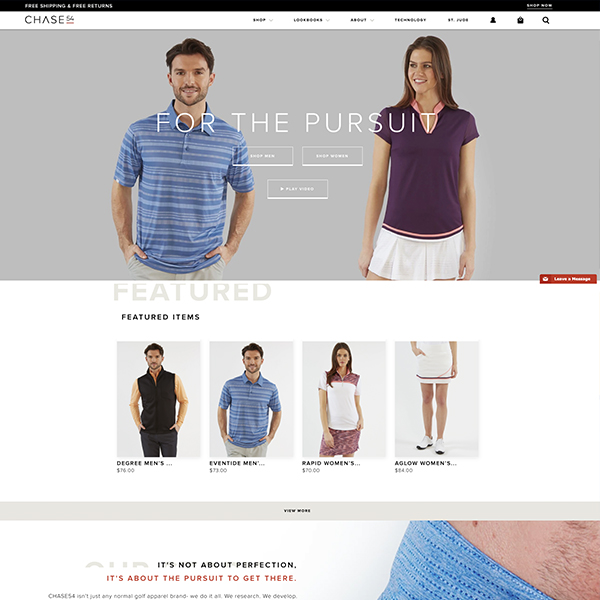 FREE SHIPPING & FREE RETURNS
SHOP NOW
CHASE54
SHOP LOOKBOOKS ABOUT TECHNOLOGY ST. JUDE
FOR THE PURSUIT
SHOP MEN SHOP WOMEN
PLAY VIDEO
Leave a Message
FEATURED
FEATURED ITEMS
DEGREE MEN'S ...
$76.00
EVENTIDE MEN'...
$73.00
RAPID WOMEN'S...
$70.00
AGLOW WOMEN'S...
$84.00
VIEW MORE
OUR
IT'S NOT ABOUT PERFECTION,
IT'S ABOUT THE PURSUIT TO GET THERE.
CHASE54 isn't just any normal golf apparel brand- we do it all. We research. We develop.